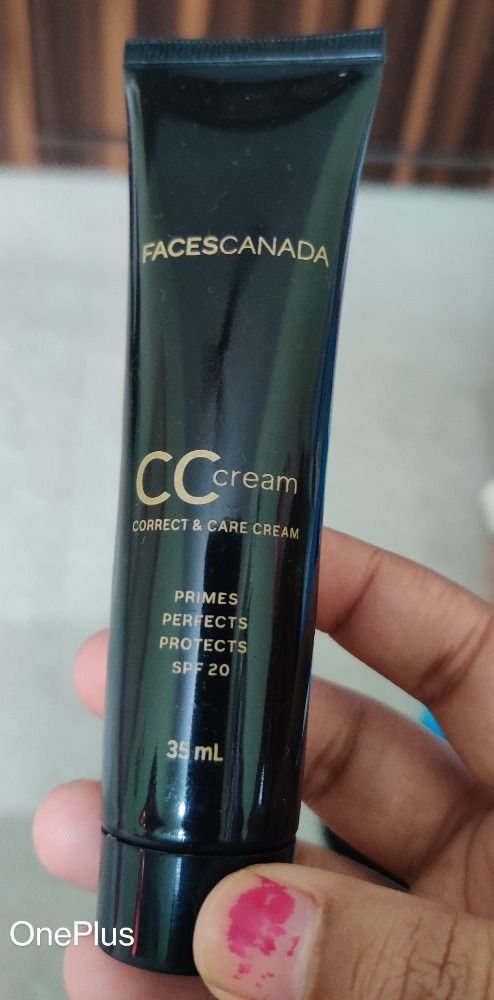 FACESCANADA
CC cream
CORRECT & CARE CREAM
PRIMES
PERFECTS
PROTECTS
SPF 20
35 mL
OnePlus